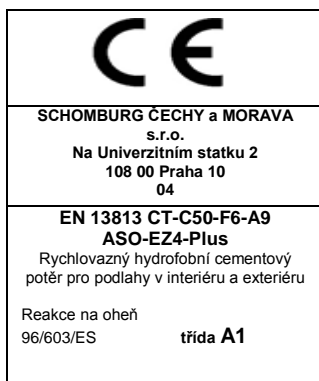 CE
SCHOMBURG ČECHY a MORAVA
s.r.o.
Na Univerzitním statku 2
108 00 Praha 10
04
EN 13813 CT-C50-F6-A9
ASO-EZ4-Plus
Rychlovazný hydrofobní cementový
potěr pro podlahy v interiéru a exteriéru
Reakce na oheň
96/603/ES třída A1